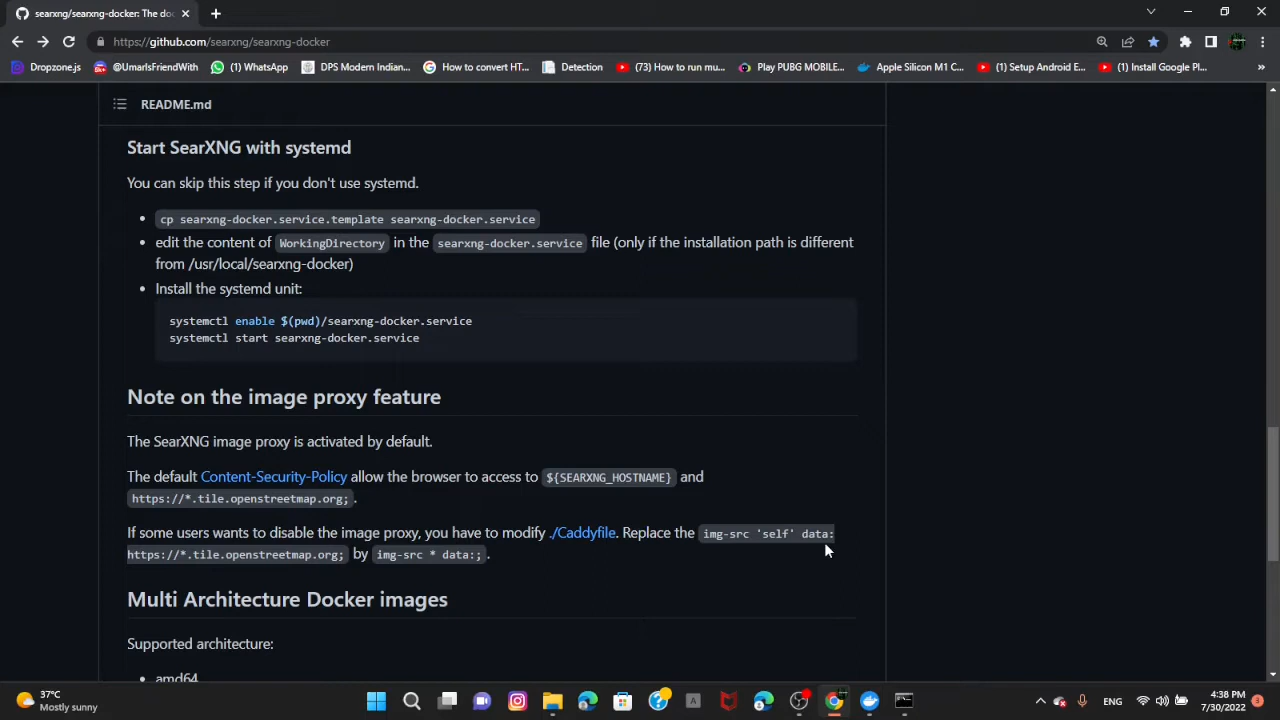 searxng/searxng-docker: The do
https://github.com/searxng/searxng-docker
Dropzone.js
@UmarIsFriendWith
(1) WhatsApp
DPS Modern Indian...
How to convert HT...
Detection
(73) How to run mu...
Play PUBG MOBILE...
Apple Silicon M1 C...
(1) Setup Android E...
(1) Install Google Pl...
»
README.md
Start SearXNG with systemd
You can skip this step if you don't use systemd.
• cp searxng-docker.service.template searxng-docker.service
• edit the content of WorkingDirectory in the searxng-docker.service file (only if the installation path is different
from /usr/local/searxng-docker)
• Install the systemd unit:
systemctl enable $(pwd)/searxng-docker.service
systemctl start searxng-docker.service
Note on the image proxy feature
The SearXNG image proxy is activated by default.
The default Content-Security-Policy allow the browser to access to ${SEARXNG_HOSTNAME} and
https://*.tile.openstreetmap.org; .
If some users wants to disable the image proxy, you have to modify ./Caddyfile. Replace the img-src 'self' data:
https://*.tile.openstreetmap.org; by img-src * data:; .
Multi Architecture Docker images
Supported architecture:
• amd64
37°C
Mostly sunny
A
ENG
4:38 PM
7/30/2022
3